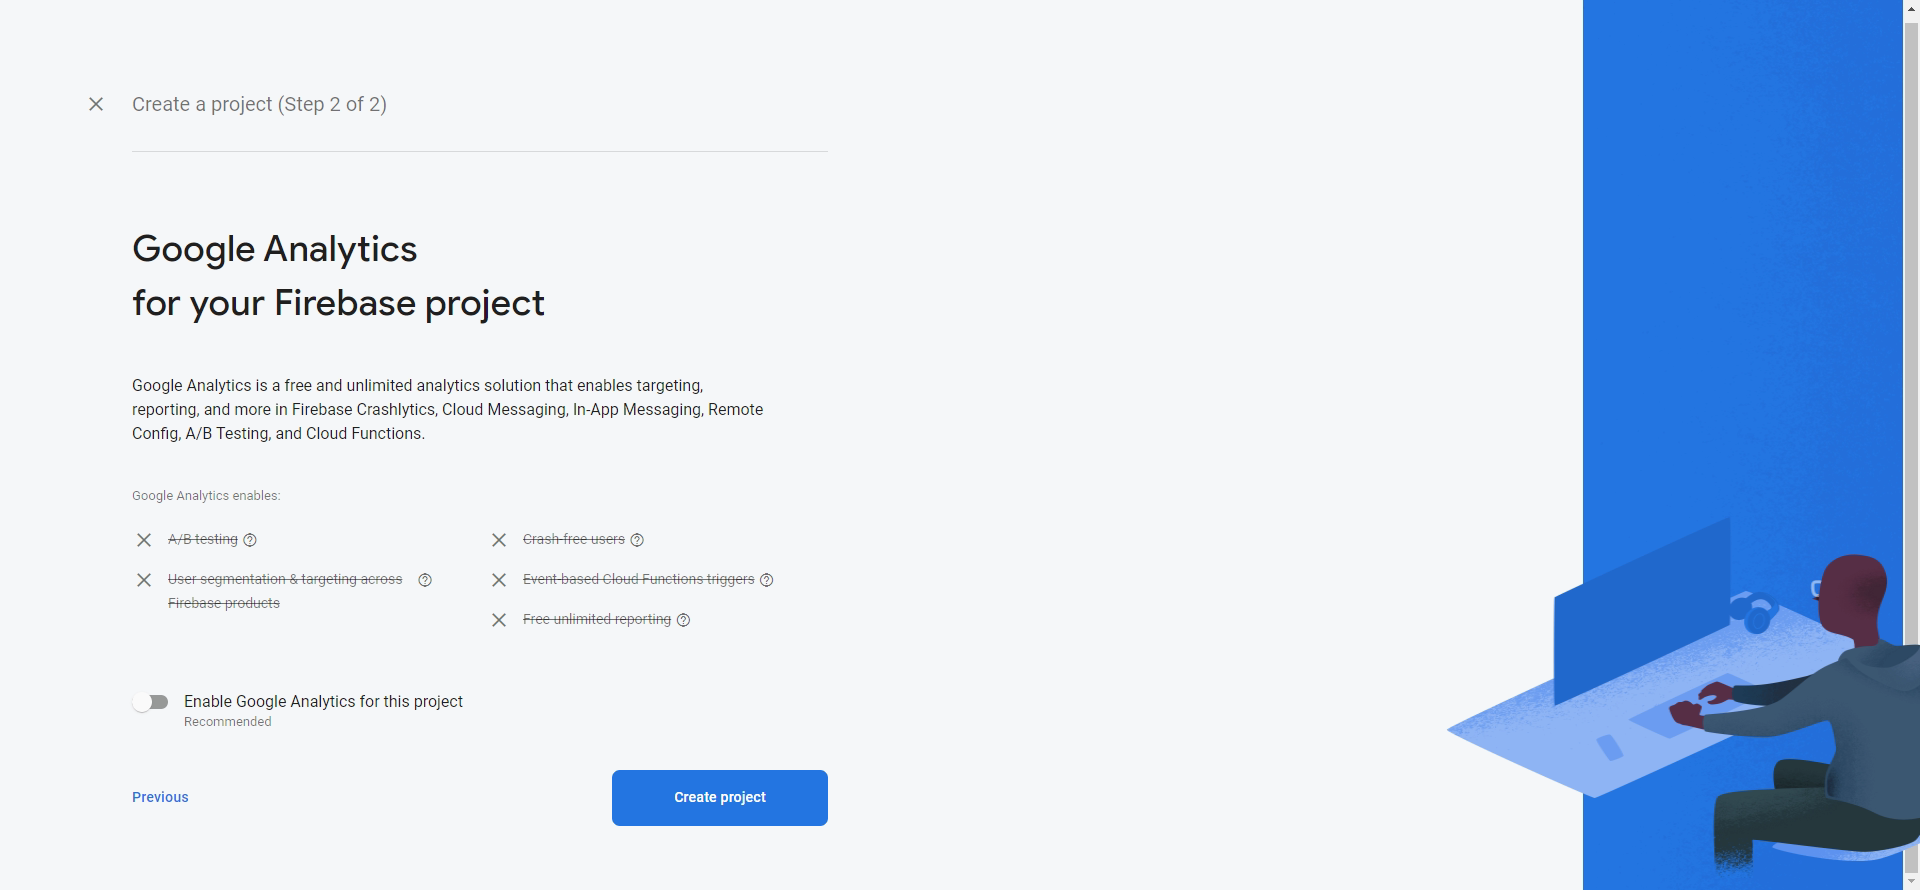 Create a project (Step 2 of 2)
Google Analytics
for your Firebase project
Google Analytics is a free and unlimited analytics solution that enables targeting,
reporting, and more in Firebase Crashlytics, Cloud Messaging, In-App Messaging, Remote
Config, A/B Testing, and Cloud Functions.
Google Analytics enables:
A/B testing
User segmentation & targeting across
Firebase products
Crash-free users
Event-based Cloud Functions triggers
Free unlimited reporting
Enable Google Analytics for this project
Recommended
Previous
Create project